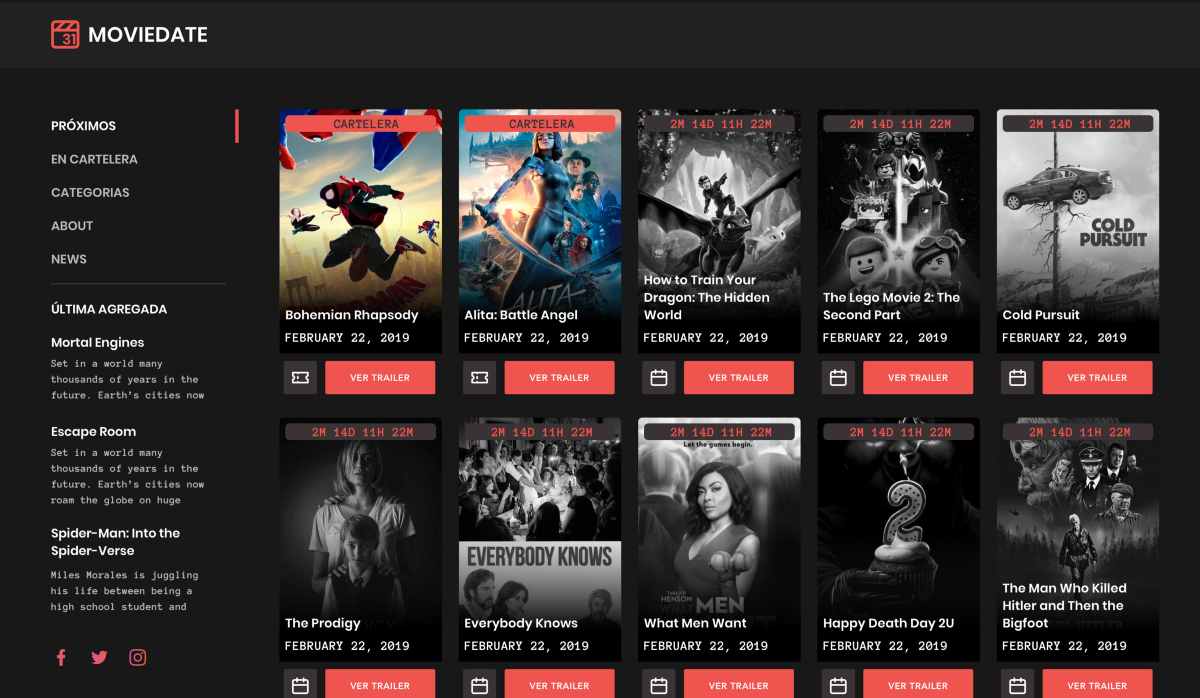 31 MOVIEDATE
PRÓXIMOS
EN CARTELERA
CATEGORIAS
ABOUT
NEWS
ÚLTIMA AGREGADA
Mortal Engines
Set in a world many
thousands of years in the
future. Earth's cities now
Escape Room
Set in a world many
thousands of years in the
future. Earth's cities now
roam the globe on huge
Spider-Man: Into the
Spider-Verse
Miles Morales is juggling
his life between being a
high school student and
CARTELERA
Bohemian Rhapsody
FEBRUARY 22, 2019
VER TRAILER
CARTELERA
ALITA
Alita: Battle Angel
FEBRUARY 22, 2019
VER TRAILER
2M 14D 11H 22M
How to Train Your
Dragon: The Hidden
World
FEBRUARY 22, 2019
VER TRAILER
2M 14D 11H 22M
The Lego Movie 2: The
Second Part
FEBRUARY 22, 2019
VER TRAILER
2M 14D 11H 22M
COLD
PURSUIT
Cold Pursuit
FEBRUARY 22, 2019
VER TRAILER
2M 14D 11H 22M
The Prodigy
FEBRUARY 22, 2019
VER TRAILER
2M 14D 11H 22M
EVERYBODY KNOWS
Everybody Knows
FEBRUARY 22, 2019
VER TRAILER
2M 14D 11H 22M
Let the games begin.
TARAJI P.
HENSON
WHAT MEN
What Men Want
FEBRUARY 22, 2019
VER TRAILER
2M 14D 11H 22M
2
Happy Death Day 2U
FEBRUARY 22, 2019
VER TRAILER
2M 14D 11H 22M
The Man Who Killed
Hitler and Then the
Bigfoot
FEBRUARY 22, 2019
VER TRAILER